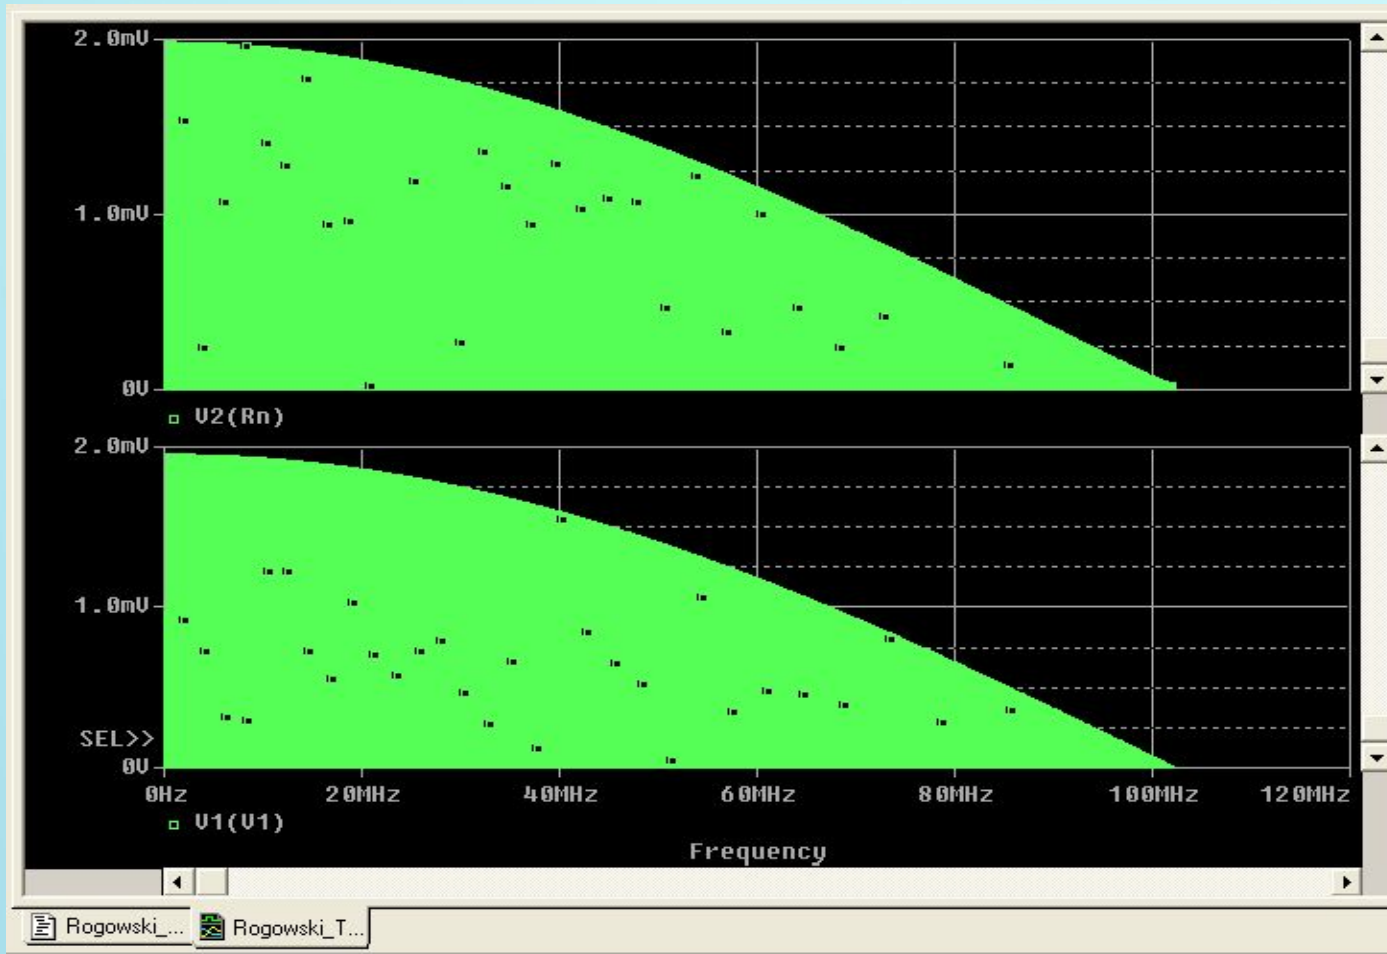 2.0mV
1.0mV
0V
V2(Rn)
2.0mV
1.0mV
SEL>>
0V
0Hz 20MHz 40MHz 60MHz 80MHz 100MHz 120MHz
V1(V1)
Frequency
Rogowski_... Rogowski_T...